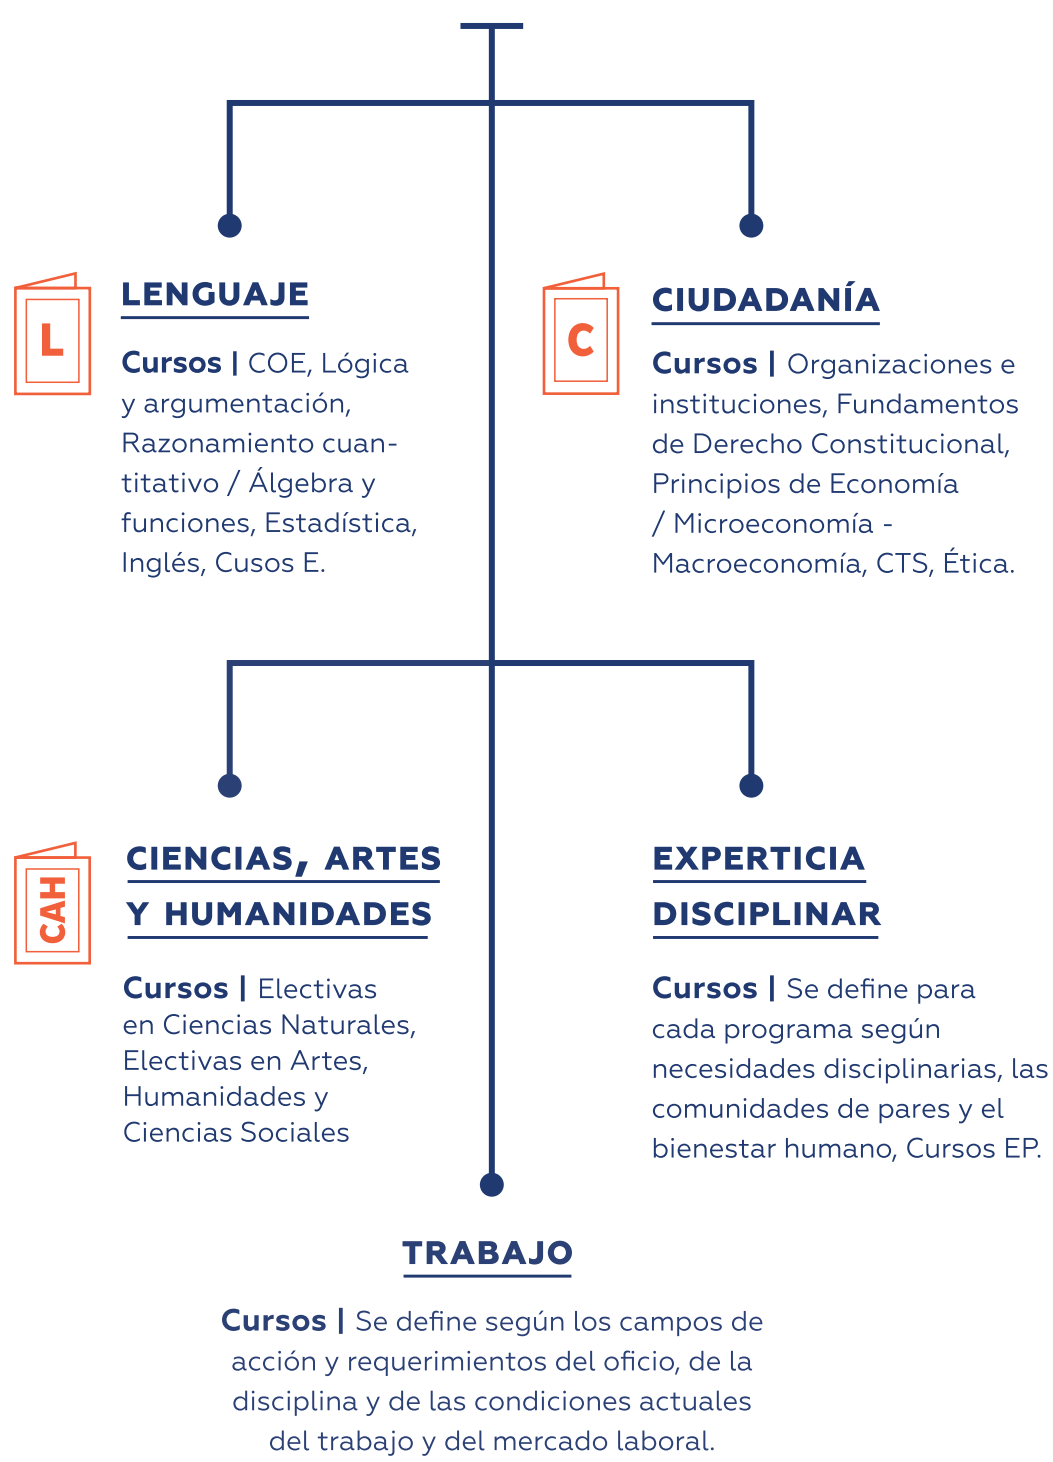 L
LENGUAJE
Cursos | COE, Lógica
y argumentación,
Razonamiento cuan-
titativo / Álgebra y
funciones, Estadística,
Inglés, Cusos E.
C
CIUDADANÍA
Cursos | Organizaciones e
instituciones, Fundamentos
de Derecho Constitucional,
Principios de Economía
/ Microeconomía -
Macroeconomía, CTS, Ética.
CAH
CIENCIAS, ARTES
Y HUMANIDADES
Cursos | Electivas
en Ciencias Naturales,
Electivas en Artes,
Humanidades y
Ciencias Sociales
EXPERTICIA
DISCIPLINAR
Cursos | Se define para
cada programa según
necesidades disciplinarias, las
comunidades de pares y el
bienestar humano, Cursos EP.
TRABAJO
Cursos | Se define según los campos de
acción y requerimientos del oficio, de la
disciplina y de las condiciones actuales
del trabajo y del mercado laboral.